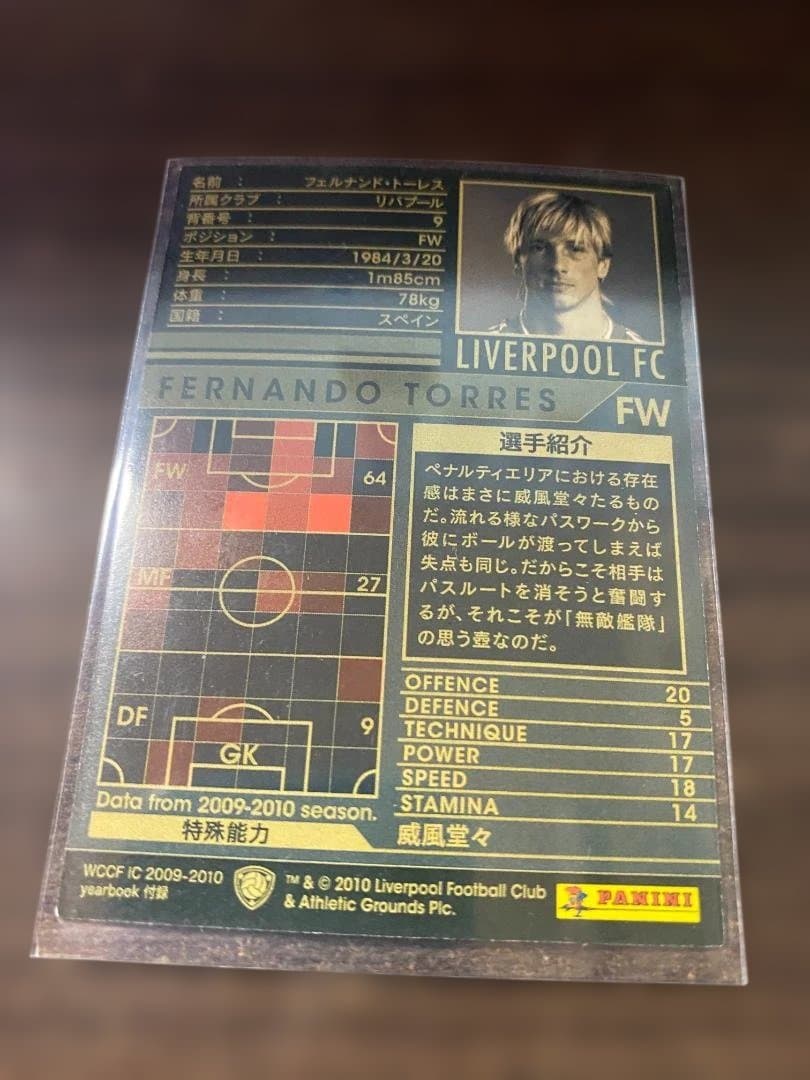 名前 : フェルナンド・トーレス
所属クラブ : リバプール
背番号 : 9
ポジション : FW
生年月日 : 1984/3/20
身長 : 1m85cm
体重 : 78kg
国籍 : スペイン
LIVERPOOL FC
FERNANDO TORRES
FW
FW 64
MF 27
DF 9
GK
Data from 2009-2010 season.
選手紹介
ペナルティエリアにおける存在
感はまさに威風堂々たるもの
だ。流れる様なパスワークから
彼にボールが渡ってしまえば
失点も同じ。だからこそ相手は
パスルートを消そうと奮闘す
るが、それこそが「無敵艦隊」
の思う壺なのだ。
OFFENCE 20
DEFENCE 5
TECHNIQUE 17
POWER 17
SPEED 18
STAMINA 14
特殊能力 威風堂々
WCCF IC 2009-2010
yearbook 付録
™ & © 2010 Liverpool Football Club
& Athletic Grounds Plc.
PANINI